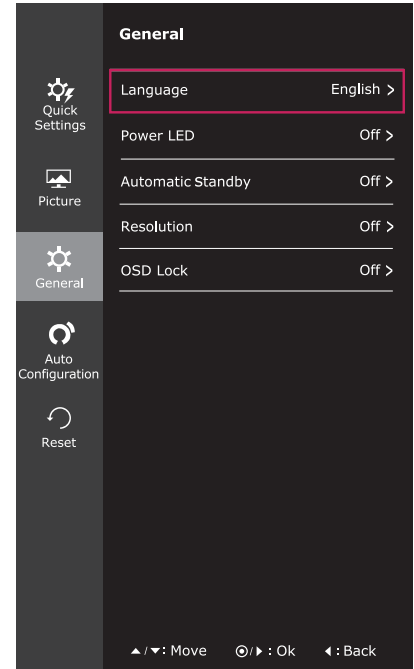 General
Quick
Settings
Picture
General
Auto
Configuration
Reset
Language English >
Power LED Off >
Automatic Standby Off >
Resolution Off >
OSD Lock Off >
▲/▼: Move ◉/▶ : Ok ◀ : Back